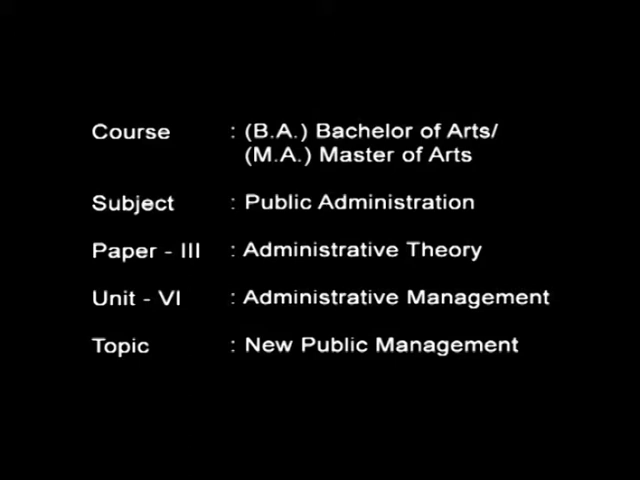 Course : (B.A.) Bachelor of Arts/
(M.A.) Master of Arts
Subject : Public Administration
Paper - III : Administrative Theory
Unit - VI : Administrative Management
Topic : New Public Management